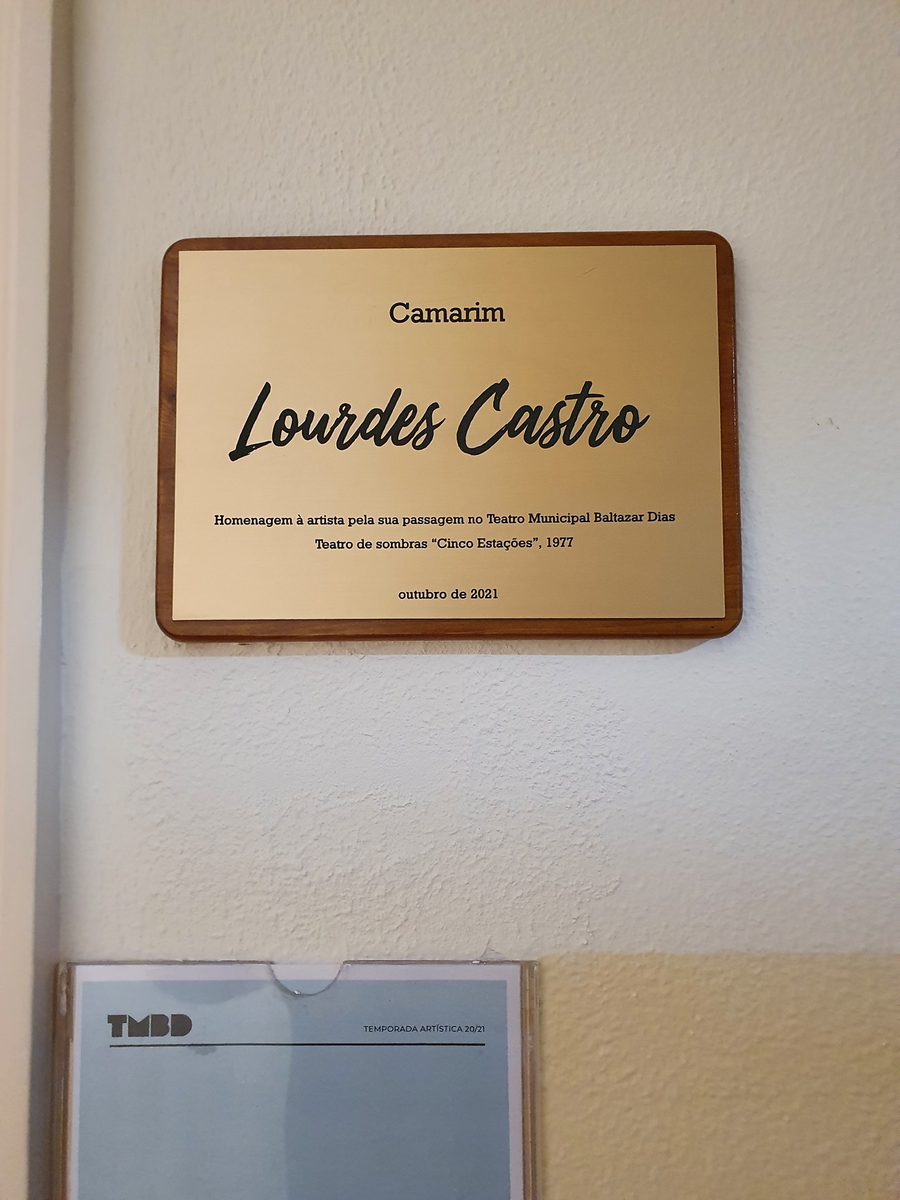 Camarim
Lourdes Castro
Homenagem à artista pela sua passagem no Teatro Municipal Baltazar Dias
Teatro de sombras “Cinco Estações”, 1977
outubro de 2021
TMBD
TEMPORADA ARTÍSTICA 20/21